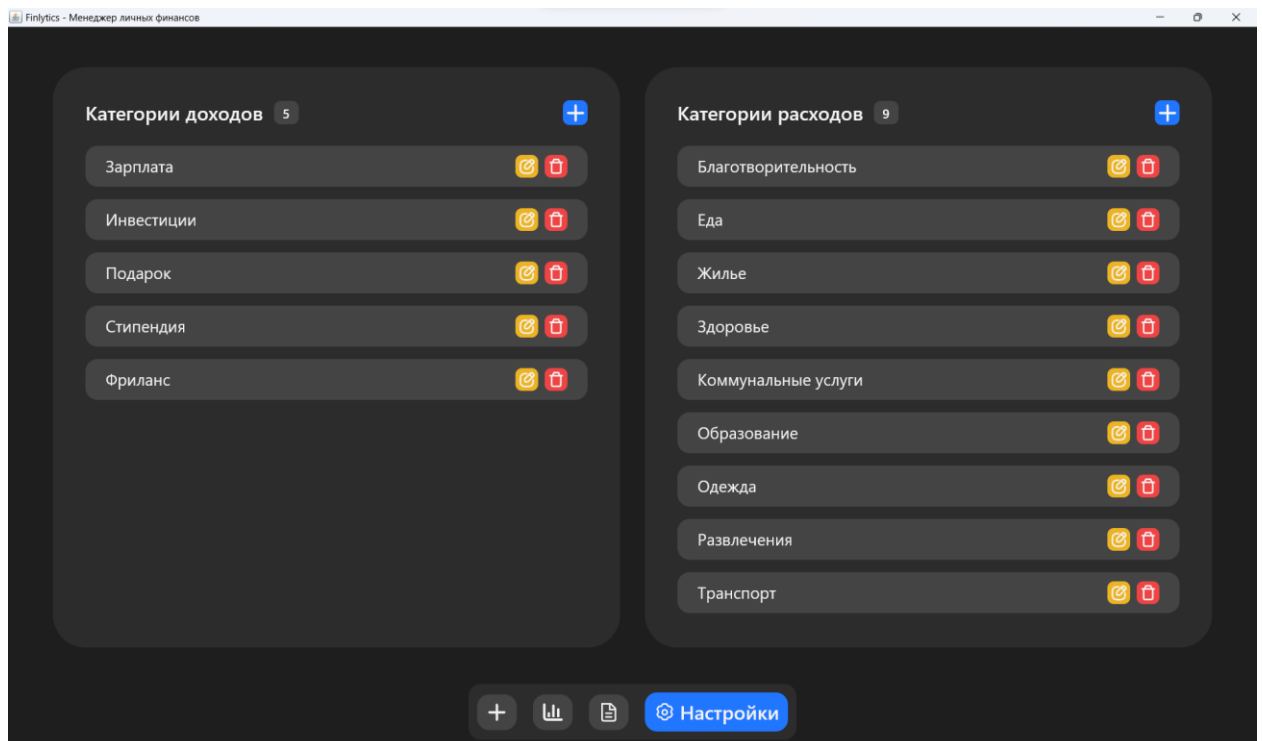 Finlytics - Менеджер личных финансов
Категории доходов 5
Зарплата
Инвестиции
Подарок
Стипендия
Фриланс
Категории расходов 9
Благотворительность
Еда
Жилье
Здоровье
Коммунальные услуги
Образование
Одежда
Развлечения
Транспорт
Настройки